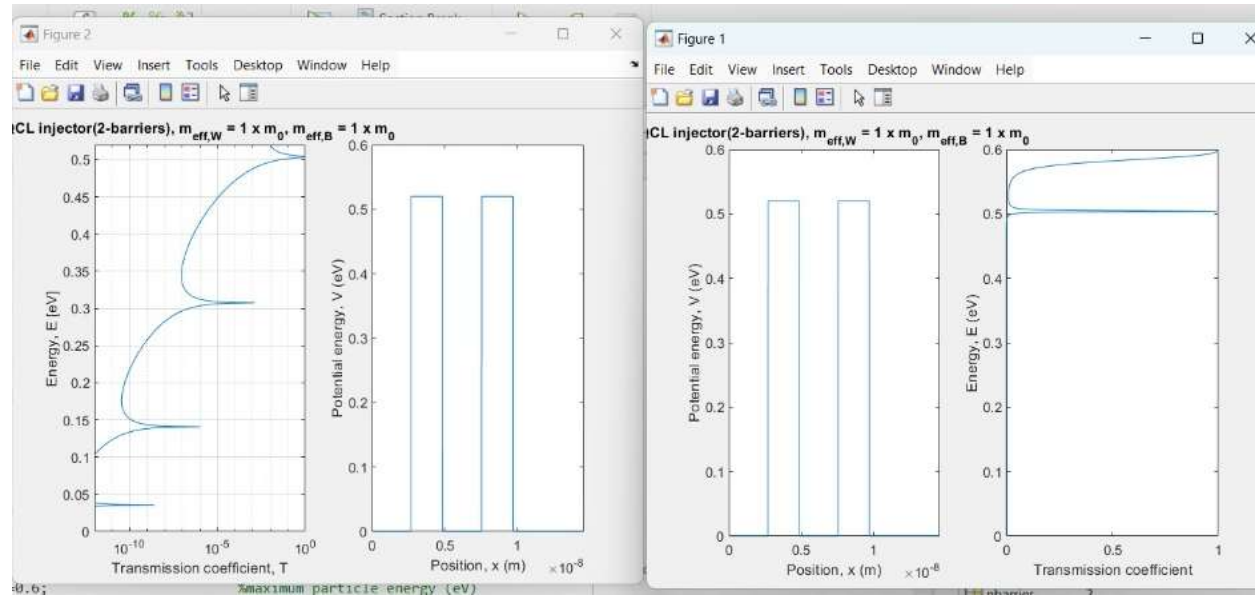 Section Break
Figure 2
File Edit View Insert Tools Desktop Window Help
QCL injector(2-barriers), m_eff,W = 1 x m_0, m_eff,B = 1 x m_0
0.5
0.45
0.4
0.35
0.3
0.25
0.2
0.15
0.1
0.05
0
Energy, E [eV]
10^-10 10^-5 10^0
Transmission coefficient, T
0.6
0.5
0.4
0.3
0.2
0.1
0
Potential energy, V (eV)
0 0.5 1
Position, x (m) ×10^-8
Figure 1
File Edit View Insert Tools Desktop Window Help
CL injector(2-barriers), m_eff,W = 1 x m_0, m_eff,B = 1 x m_0
0.6
0.5
0.4
0.3
0.2
0.1
0
Potential energy, V (eV)
0 0.5 1
Position, x (m) ×10^-8
0.6
0.5
0.4
0.3
0.2
0.1
0
Energy, E (eV)
0 0.5 1
Transmission coefficient
=0.6; %maximum particle energy (eV)
nbarrier 2